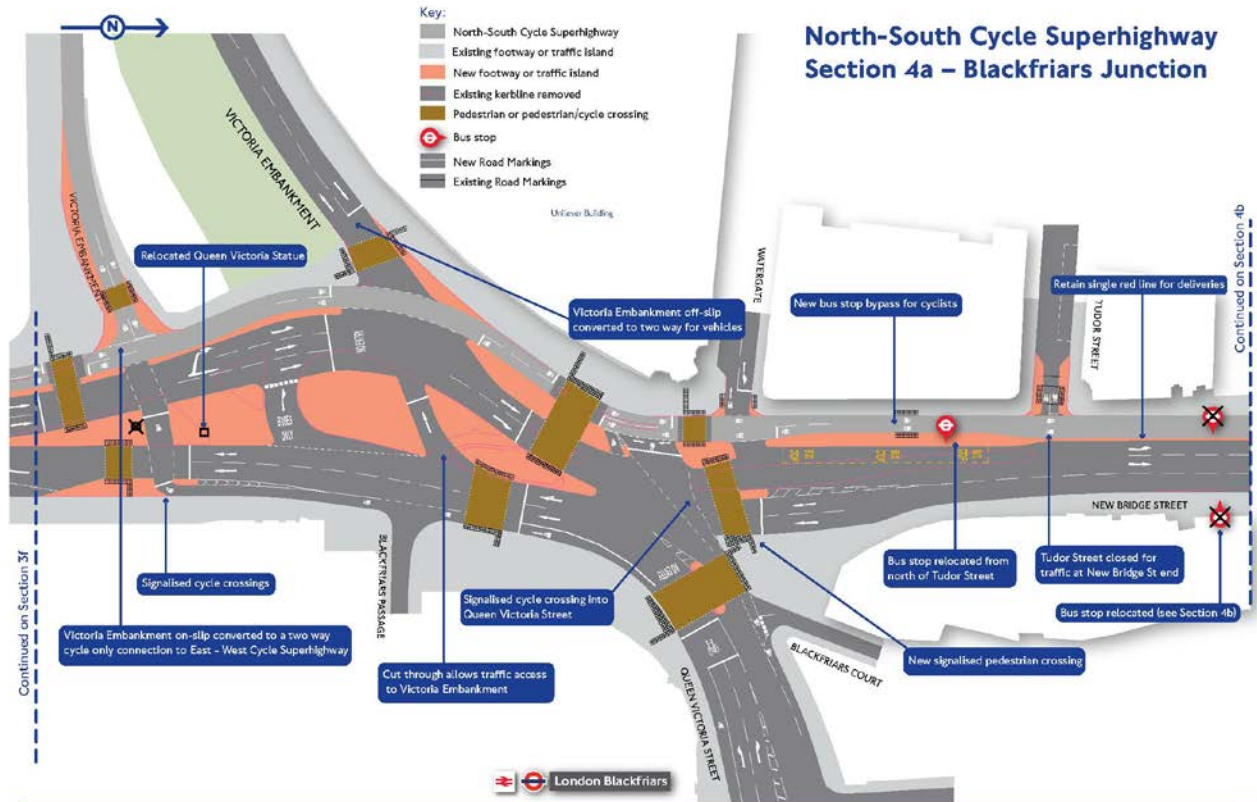 N
Key:
North-South Cycle Superhighway
Existing footway or traffic island
New footway or traffic island
Existing kerbline removed
Pedestrian or pedestrian/cycle crossing
Bus stop
New Road Markings
Existing Road Markings
North-South Cycle Superhighway
Section 4a – Blackfriars Junction
VICTORIA EMBANKMENT
VICTORIA EMBANKMENT
Unilever Building
Relocated Queen Victoria Statue
Victoria Embankment off-slip
converted to two way for vehicles
WATERGATE
New bus stop bypass for cyclists
Retain single red line for deliveries
TUDOR STREET
Continued on Section 4b
BUSES
ONLY
NEW BRIDGE STREET
Continued on Section 3f
Signalised cycle crossings
BLACKFRIARS PASSAGE
Signalised cycle crossing into
Queen Victoria Street
Bus stop relocated from
north of Tudor Street
Tudor Street closed for
traffic at New Bridge St end
Bus stop relocated (see Section 4b)
Victoria Embankment on-slip converted to a two way
cycle only connection to East - West Cycle Superhighway
Cut through allows traffic access
to Victoria Embankment
New signalised pedestrian crossing
BLACKFRIARS COURT
QUEEN VICTORIA STREET
London Blackfriars